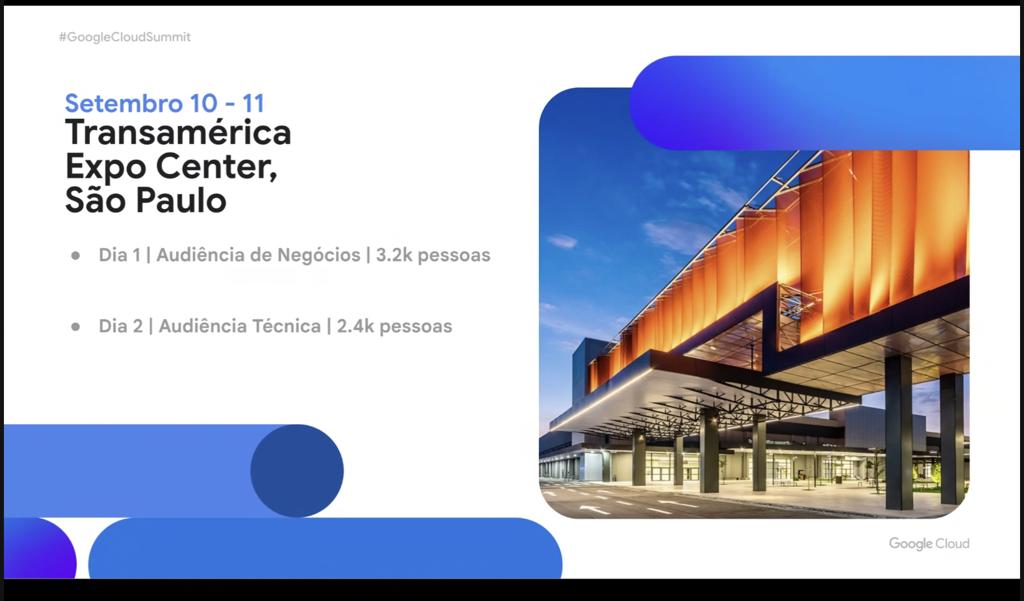 #GoogleCloudSummit
Setembro 10 - 11
Transamérica
Expo Center,
São Paulo
● Dia 1 | Audiência de Negócios | 3.2k pessoas
● Dia 2 | Audiência Técnica | 2.4k pessoas
Google Cloud